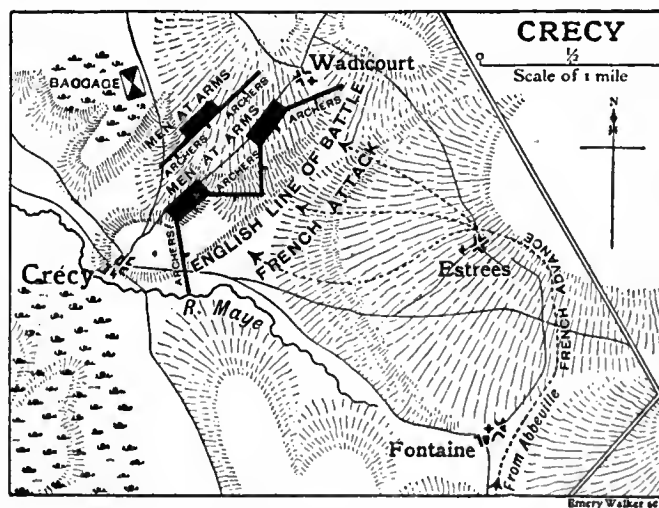 CRECY
0 ½
Scale of 1 mile
N
Wadicourt
BAGGAGE
MEN AT ARMS
ARCHERS ARCHERS
MEN AT ARMS
ARCHERS
ARCHERS
ARCHERS
ENGLISH LINE OF BATTLE
FRENCH ATTACK
Crécy
R. Maye
Estrees
FRENCH ADVANCE
Fontaine
From Abbeville
Emery Walker